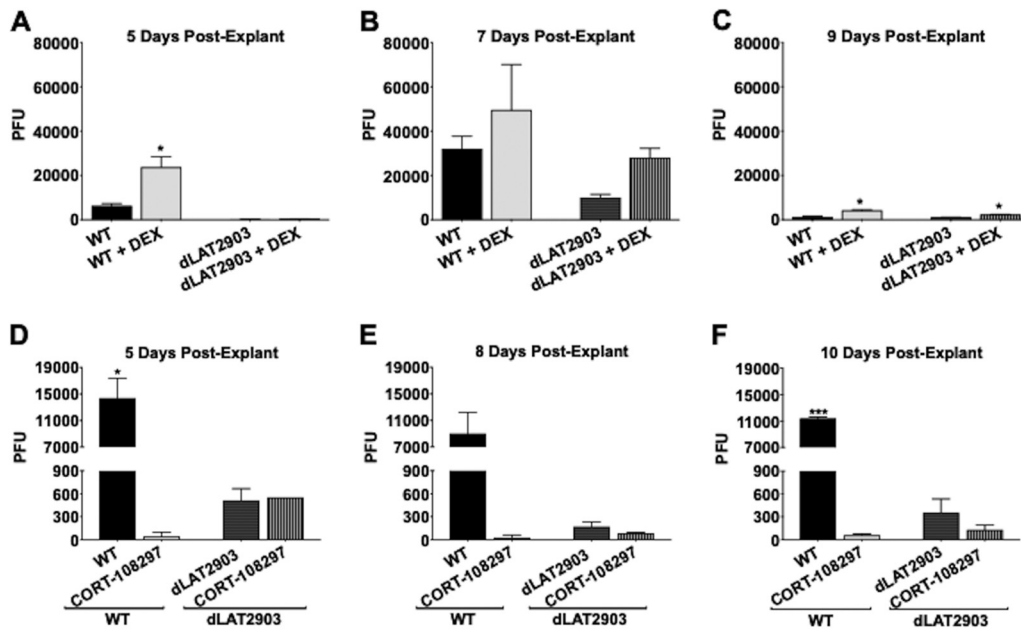 A
5 Days Post-Explant
PFU
80000
60000
40000
20000
0
WT
WT + DEX
dLAT2903
dLAT2903 + DEX
*
B
7 Days Post-Explant
PFU
80000
60000
40000
20000
0
WT
WT + DEX
dLAT2903
dLAT2903 + DEX
C
9 Days Post-Explant
PFU
80000
60000
40000
20000
0
WT
WT + DEX
dLAT2903
dLAT2903 + DEX
*
*
D
5 Days Post-Explant
PFU
19000
15000
11000
7000
900
600
300
0
*
WT
CORT-108297
dLAT2903
CORT-108297
WT
dLAT2903
E
8 Days Post-Explant
PFU
19000
15000
11000
7000
900
600
300
0
WT
CORT-108297
dLAT2903
CORT-108297
WT
dLAT2903
F
10 Days Post-Explant
PFU
19000
15000
11000
7000
900
600
300
0
***
WT
CORT-108297
dLAT2903
CORT-108297
WT
dLAT2903